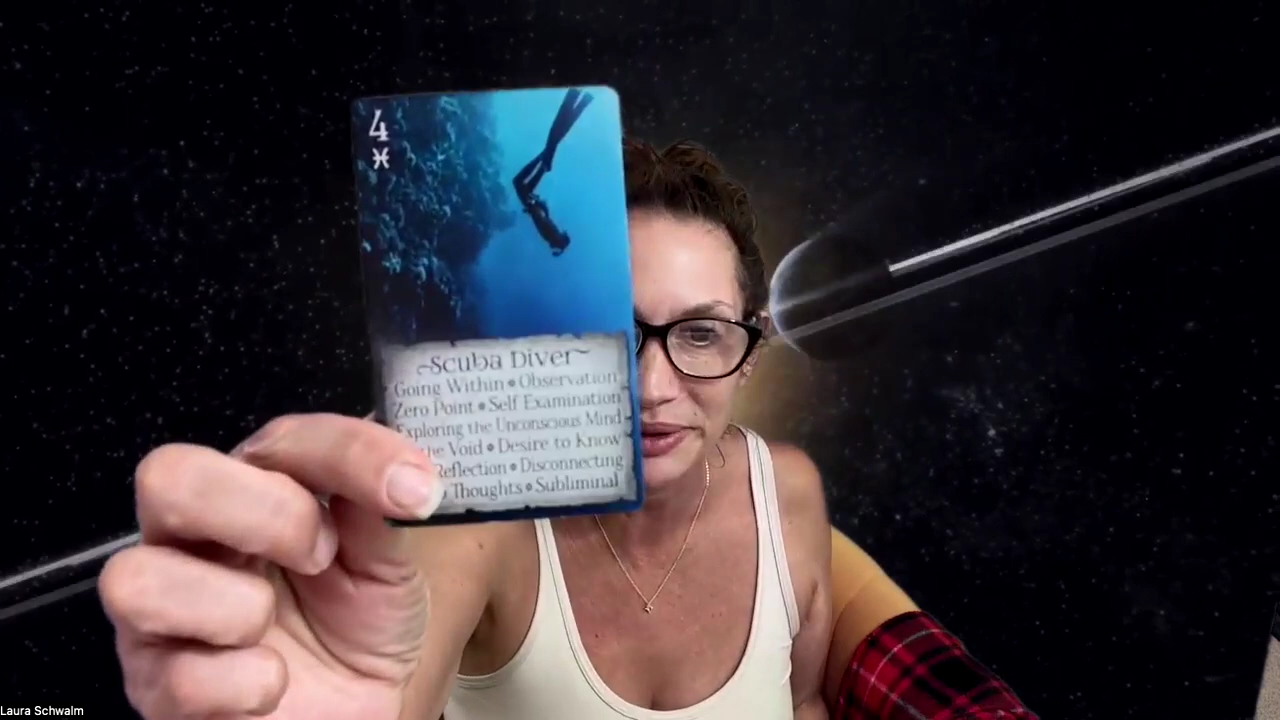 4
♓
~Scuba Diver~
Going Within • Observation
Zero Point • Self Examination
Exploring the Unconscious Mind
the Void • Desire to Know
Reflection • Disconnecting
Thoughts • Subliminal
Laura Schwalm